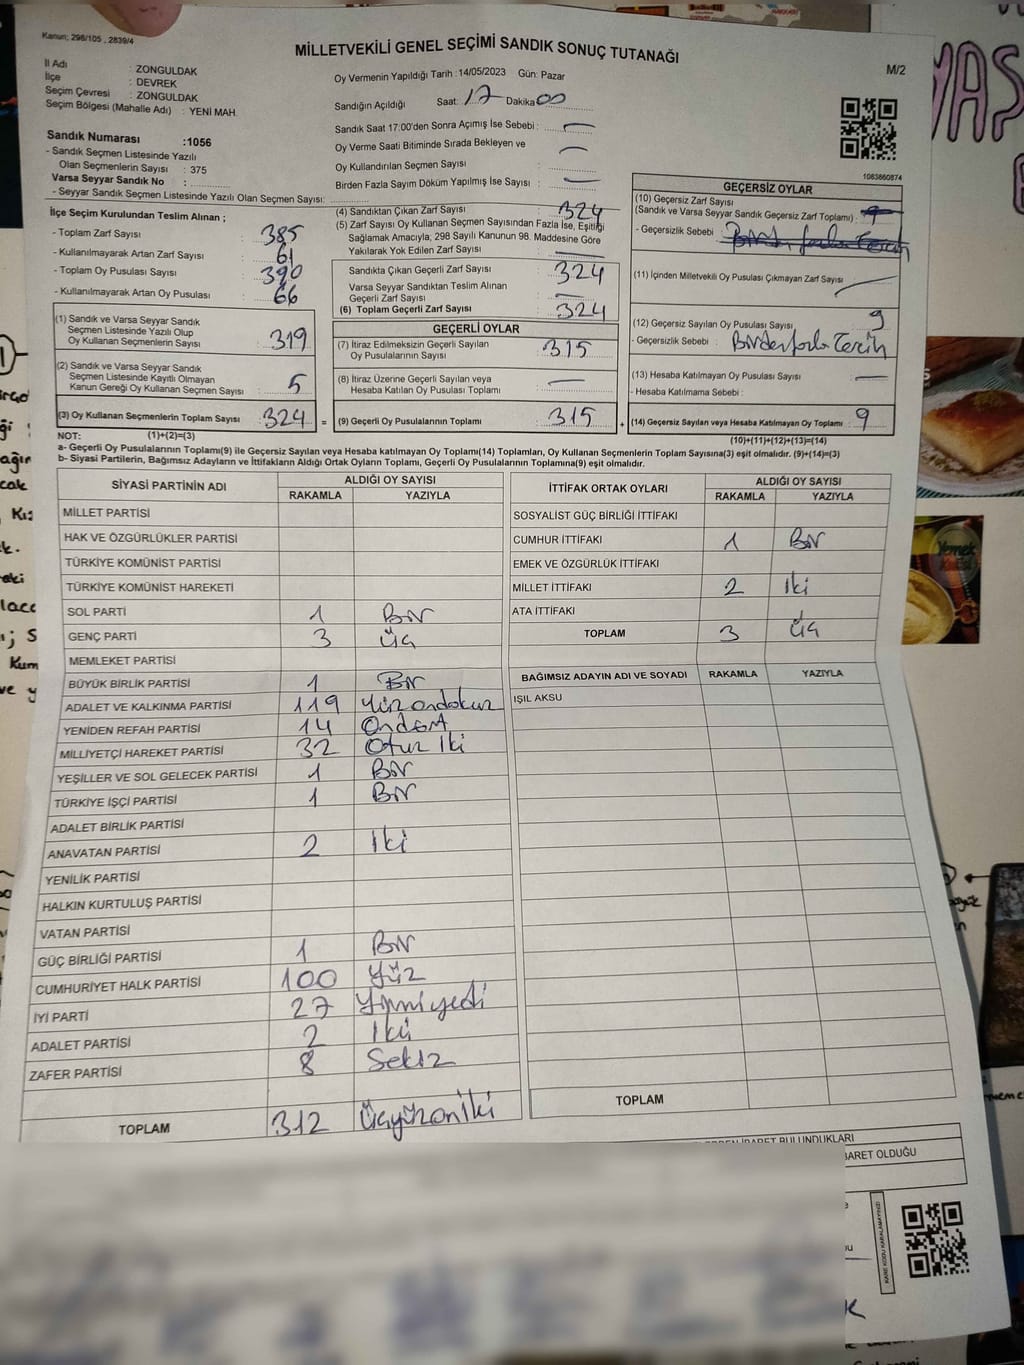 Kanun: 298/105 , 2839/4
MİLLETVEKİLİ GENEL SEÇİMİ SANDIK SONUÇ TUTANAĞI
M/2
İl Adı : ZONGULDAK
İlçe : DEVREK
Seçim Çevresi : ZONGULDAK
Seçim Bölgesi (Mahalle Adı) : YENİ MAH.
Sandık Numarası :1056
- Sandık Seçmen Listesinde Yazılı
Olan Seçmenlerin Sayısı : 375
Varsa Seyyar Sandık No :
- Seyyar Sandık Seçmen Listesinde Yazılı Olan Seçmen Sayısı:
Oy Vermenin Yapıldığı Tarih : 14/05/2023 Gün: Pazar
Sandığın Açıldığı Saat: 17 Dakika 00
Sandık Saat 17:00'den Sonra Açımış İse Sebebi : —
Oy Verme Saati Bitiminde Sırada Bekleyen ve
Oy Kullandırılan Seçmen Sayısı : —
Birden Fazla Sayım Döküm Yapılmış İse Sayısı : —
1083860874
İlçe Seçim Kurulundan Teslim Alınan ;
- Toplam Zarf Sayısı : 385
- Kullanılmayarak Artan Zarf Sayısı : 61
- Toplam Oy Pusulası Sayısı : 390
- Kullanılmayarak Artan Oy Pusulası : 66
(1) Sandık ve Varsa Seyyar Sandık
Seçmen Listesinde Yazılı Olup
Oy Kullanan Seçmenlerin Sayısı : 319
(2) Sandık ve Varsa Seyyar Sandık
Seçmen Listesinde Kayıtlı Olmayan
Kanun Gereği Oy Kullanan Seçmen Sayısı : 5
(3) Oy Kullanan Seçmenlerin Toplam Sayısı : 324 =
(4) Sandıktan Çıkan Zarf Sayısı : 324
(5) Zarf Sayısı Oy Kullanan Seçmen Sayısından Fazla İse, Eşitliği
Sağlamak Amacıyla; 298 Sayılı Kanunun 98. Maddesine Göre
Yakılarak Yok Edilen Zarf Sayısı : —
Sandıkta Çıkan Geçerli Zarf Sayısı : 324
Varsa Seyyar Sandıktan Teslim Alınan
Geçerli Zarf Sayısı : —
(6) Toplam Geçerli Zarf Sayısı : 324
GEÇERLİ OYLAR
(7) İtiraz Edilmeksizin Geçerli Sayılan
Oy Pusulalarının Sayısı : 315
(8) İtiraz Üzerine Geçerli Sayılan veya
Hesaba Katılan Oy Pusulası Toplamı : —
(9) Geçerli Oy Pusulalarının Toplamı : 315 +
GEÇERSİZ OYLAR
(10) Geçersiz Zarf Sayısı
(Sandık ve Varsa Seyyar Sandık Geçersiz Zarf Toplamı) :
- Geçersizlik Sebebi : Birden fazla Tercih
(11) İçinden Milletvekili Oy Pusulası Çıkmayan Zarf Sayısı : —
(12) Geçersiz Sayılan Oy Pusulası Sayısı : 9
- Geçersizlik Sebebi : Birden fazla Tercih
(13) Hesaba Katılmayan Oy Pusulası Sayısı : —
- Hesaba Katılmama Sebebi :
(14) Geçersiz Sayılan veya Hesaba Katılmayan Oy Toplamı : 9
NOT: (1)+(2)=(3)
(10)+(11)+(12)+(13)=(14)
a- Geçerli Oy Pusulalarının Toplamı(9) ile Geçersiz Sayılan veya Hesaba katılmayan Oy Toplamı(14) Toplamları, Oy Kullanan Seçmenlerin Toplam Sayısına(3) eşit olmalıdır. (9)+(14)=(3)
b- Siyasi Partilerin, Bağımsız Adayların ve İttifakların Aldığı Ortak Oyların Toplamı, Geçerli Oy Pusulalarının Toplamına(9) eşit olmalıdır.
SİYASİ PARTİNİN ADI ALDIĞI OY SAYISI
RAKAMLA YAZIYLA
MİLLET PARTİSİ
HAK VE ÖZGÜRLÜKLER PARTİSİ
TÜRKİYE KOMÜNİST PARTİSİ
TÜRKİYE KOMÜNİST HAREKETİ
SOL PARTİ 1 Bir
GENÇ PARTİ 3 Üç
MEMLEKET PARTİSİ
BÜYÜK BİRLİK PARTİSİ 1 Bir
ADALET VE KALKINMA PARTİSİ 119 Yüzondokuz
YENİDEN REFAH PARTİSİ 14 Ondört
MİLLİYETÇİ HAREKET PARTİSİ 32 Otuz İki
YEŞİLLER VE SOL GELECEK PARTİSİ 1 Bir
TÜRKİYE İŞÇİ PARTİSİ 1 Bir
ADALET BİRLİK PARTİSİ
ANAVATAN PARTİSİ 2 İki
YENİLİK PARTİSİ
HALKIN KURTULUŞ PARTİSİ
VATAN PARTİSİ
GÜÇ BİRLİĞİ PARTİSİ 1 Bir
CUMHURİYET HALK PARTİSİ 100 Yüz
İYİ PARTİ 27 Yirmiyedi
ADALET PARTİSİ 2 İki
ZAFER PARTİSİ 8 Sekiz
TOPLAM 312 Üçyüzoniki
İTTİFAK ORTAK OYLARI ALDIĞI OY SAYISI
RAKAMLA YAZIYLA
SOSYALİST GÜÇ BİRLİĞİ İTTİFAKI
CUMHUR İTTİFAKI 1 Bir
EMEK VE ÖZGÜRLÜK İTTİFAKI
MİLLET İTTİFAKI 2 İki
ATA İTTİFAKI
TOPLAM 3 Üç
BAĞIMSIZ ADAYIN ADI VE SOYADI RAKAMLA YAZIYLA
IŞIL AKSU
TOPLAM
BARET OLDUĞU